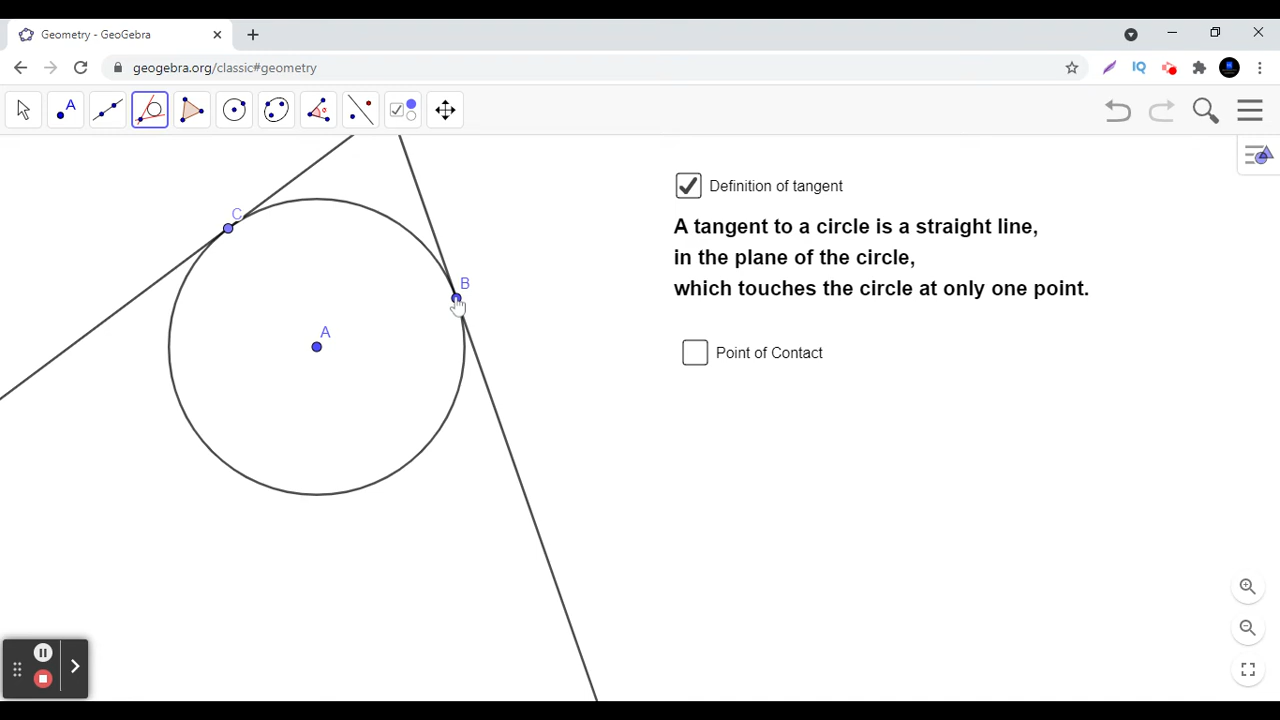 Geometry - GeoGebra
geogebra.org/classic#geometry
IQ
A
Definition of tangent
A tangent to a circle is a straight line,
in the plane of the circle,
which touches the circle at only one point.
Point of Contact
C
B
A